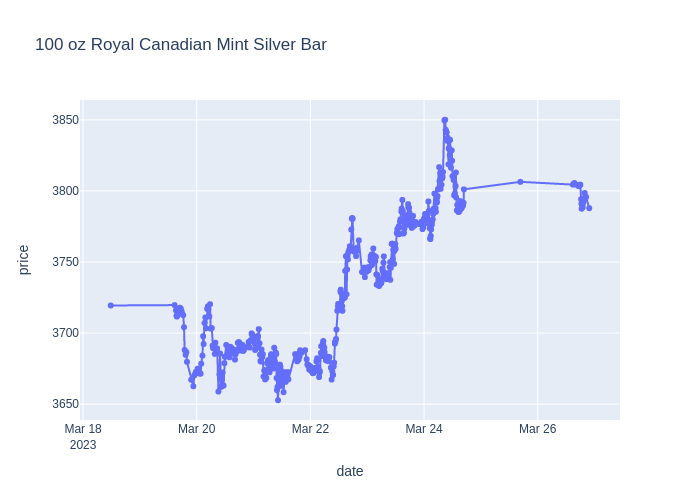 100 oz Royal Canadian Mint Silver Bar
price
3850
3800
3750
3700
3650
Mar 18
2023
Mar 20
Mar 22
Mar 24
Mar 26
date